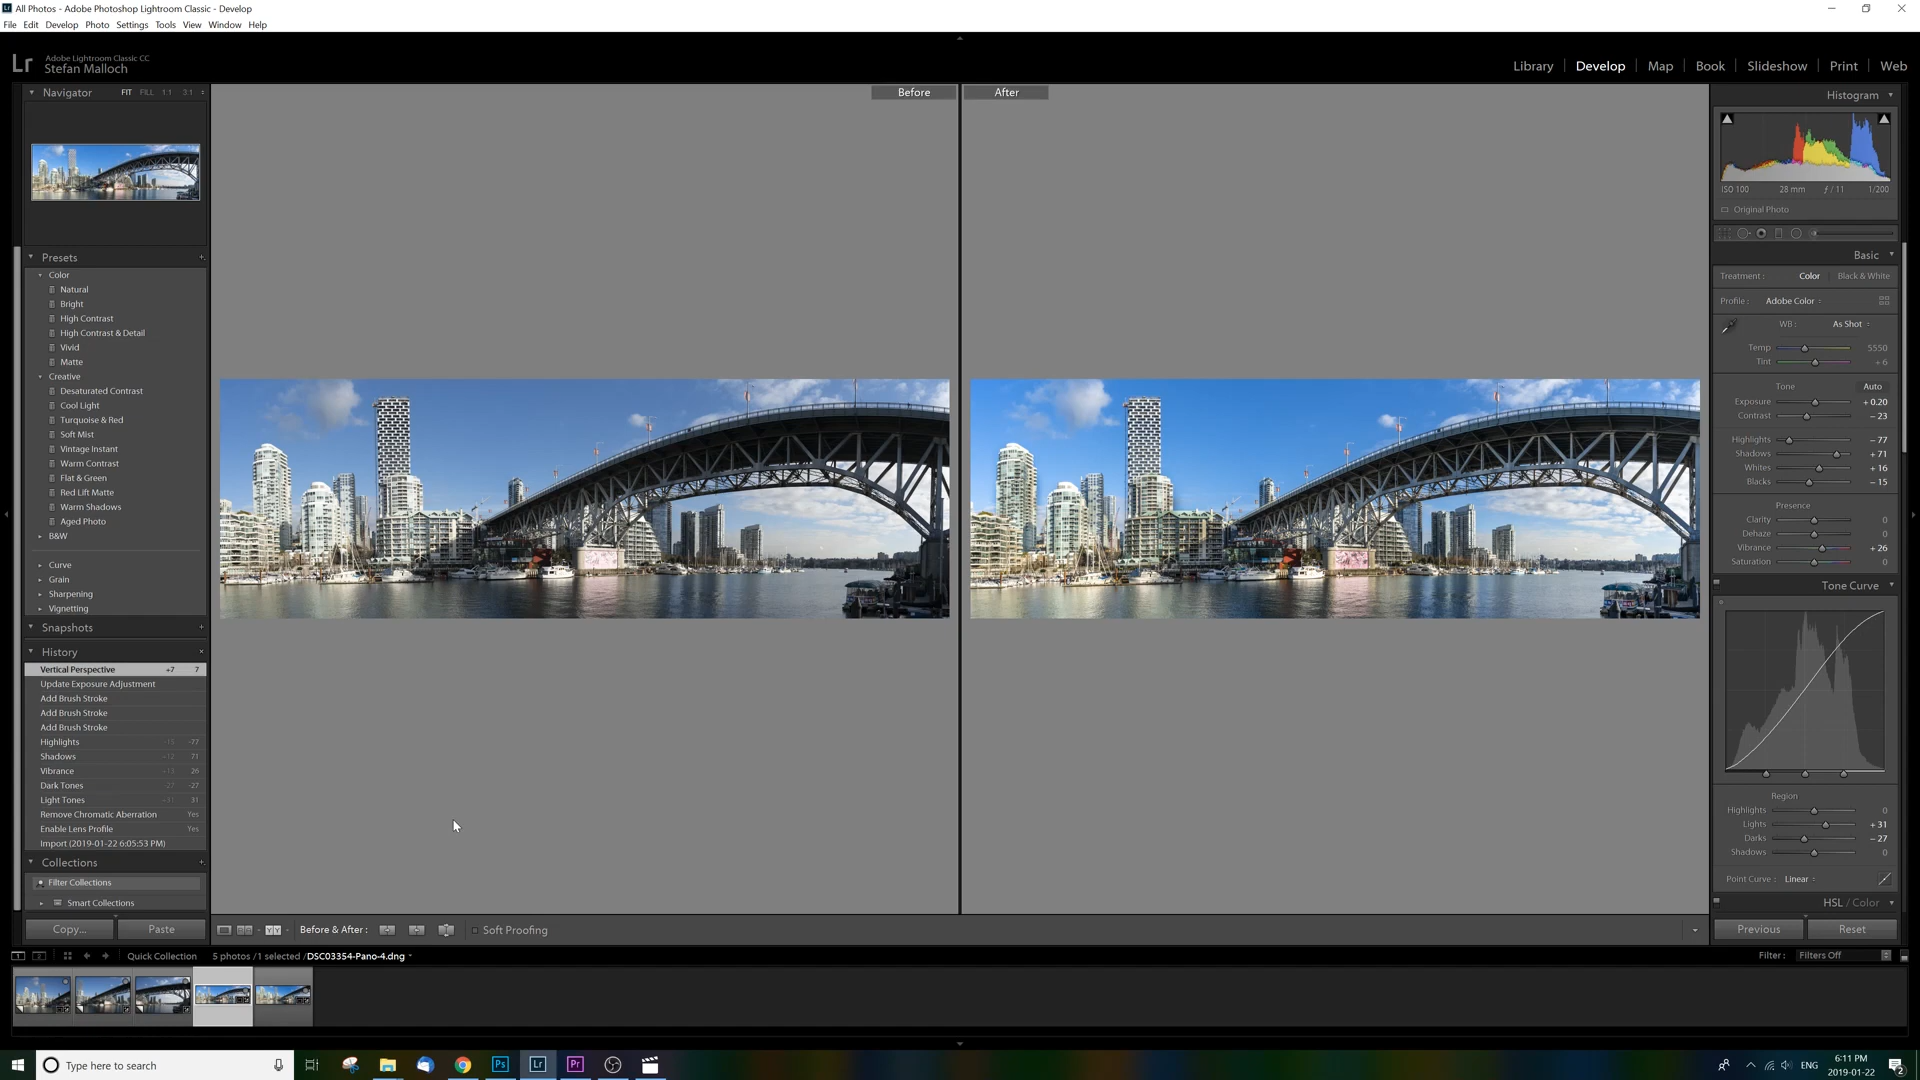 All Photos - Adobe Photoshop Lightroom Classic - Develop
File Edit Develop Photo Settings Tools View Window Help
Lr Adobe Lightroom Classic CC
Stefan Malloch
Library Develop Map Book Slideshow Print Web
Navigator FIT FILL 1:1 3:1
Presets
Color
Natural
Bright
High Contrast
High Contrast & Detail
Vivid
Matte
Creative
Desaturated Contrast
Cool Light
Turquoise & Red
Soft Mist
Vintage Instant
Warm Contrast
Flat & Green
Red Lift Matte
Warm Shadows
Aged Photo
B&W
Curve
Grain
Sharpening
Vignetting
Snapshots
History
Vertical Perspective +7 7
Update Exposure Adjustment
Add Brush Stroke
Add Brush Stroke
Add Brush Stroke
Highlights -77
Shadows 71
Vibrance 26
Dark Tones -27
Light Tones 31
Remove Chromatic Aberration Yes
Enable Lens Profile Yes
Import (2019-01-22 6:05:53 PM)
Collections
Filter Collections
Smart Collections
Copy... Paste
Before After
Before & After : Soft Proofing
Histogram
ISO 100 28 mm ƒ / 11 1/200
Original Photo
Basic
Treatment : Color Black & White
Profile : Adobe Color
WB : As Shot
Temp 5550
Tint + 6
Tone Auto
Exposure + 0.20
Contrast - 23
Highlights - 77
Shadows + 71
Whites + 16
Blacks - 15
Presence
Clarity 0
Dehaze 0
Vibrance + 26
Saturation 0
Tone Curve
Region
Highlights 0
Lights + 31
Darks - 27
Shadows 0
Point Curve : Linear
HSL / Color
Previous Reset
1 2 Quick Collection 5 photos / 1 selected / DSC03354-Pano-4.dng
Filter : Filters Off
Type here to search
Ps Lr Pr
ENG
6:11 PM
2019-01-22
2